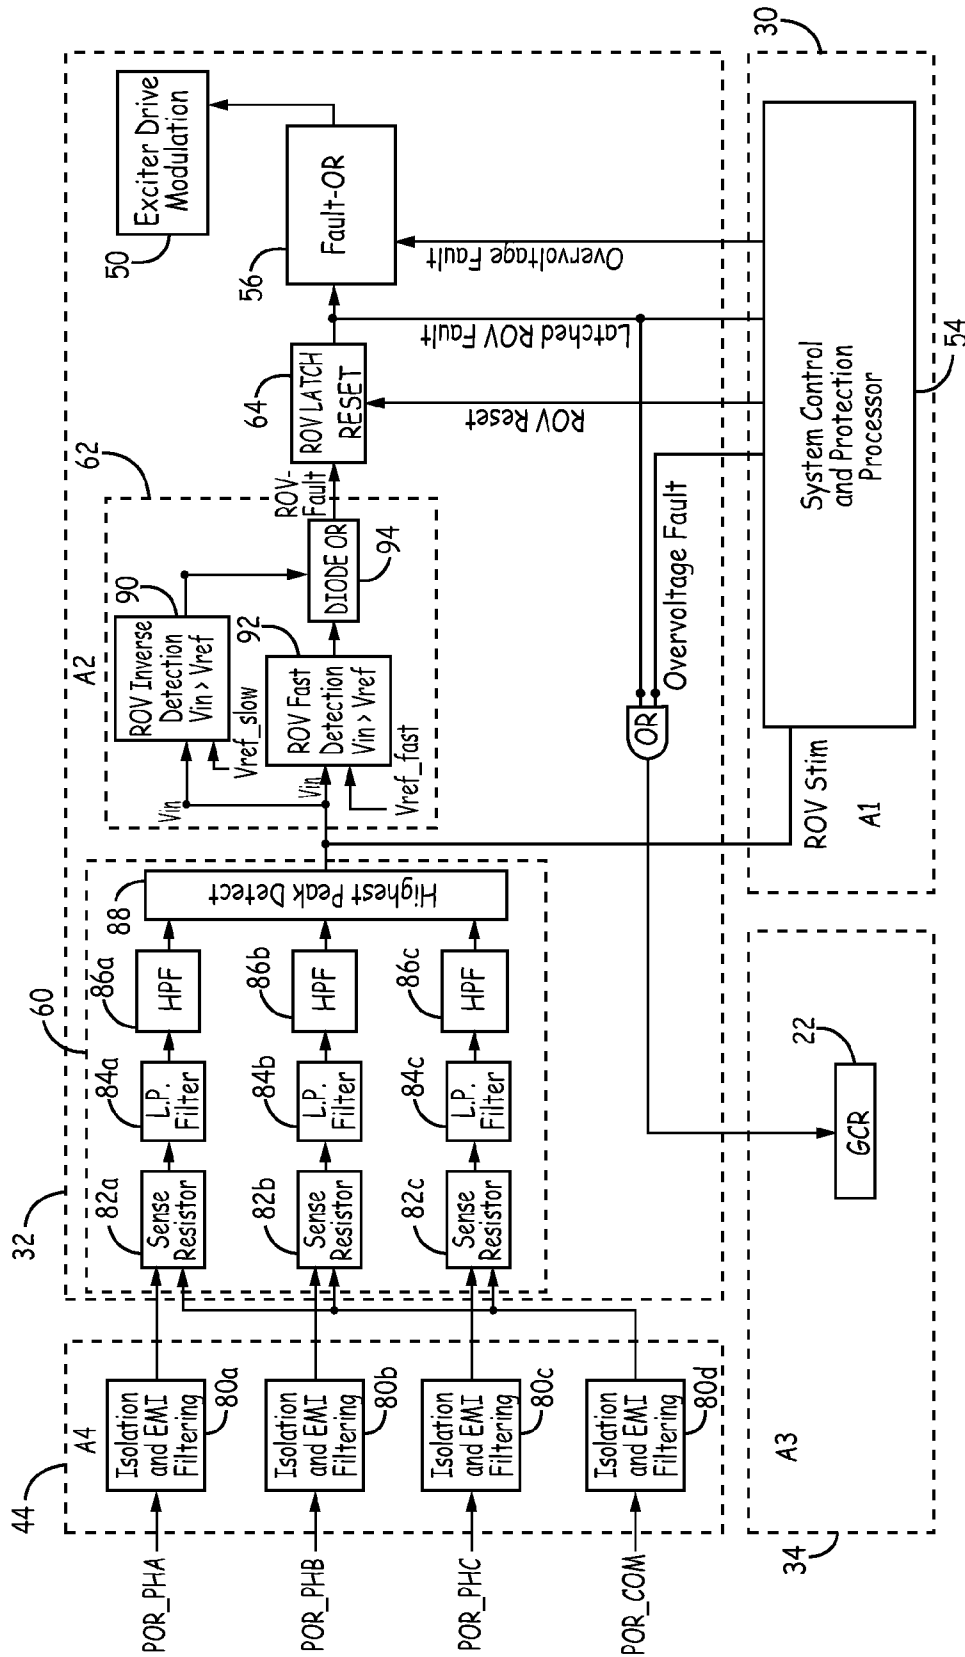 44
A4
POR_PHA
Isolation
and EMI
Filtering
80a
POR_PHB
Isolation
and EMI
Filtering
80b
POR_PHC
Isolation
and EMI
Filtering
80c
POR_COM
Isolation
and EMI
Filtering
80d
32
60
82a
Sense
Resistor
84a
L.P.
Filter
86a
HPF
82b
Sense
Resistor
84b
L.P.
Filter
86b
HPF
82c
Sense
Resistor
84c
L.P.
Filter
86c
HPF
88
Highest Peak Detect
A2
62
Vin
Vref_slow
90
ROV Inverse
Detection
Vin > Vref
Vin
Vref_fast
92
ROV Fast
Detection
Vin > Vref
DIODE OR
94
ROV-
Fault
64
ROV LATCH
RESET
56
Fault-OR
50
Exciter Drive
Modulation
ROV Reset
Latched ROV Fault
Overvoltage Fault
OR
Overvoltage Fault
34
A3
22
GCR
ROV Stim
A1
30
System Control
and Protection
Processor
54